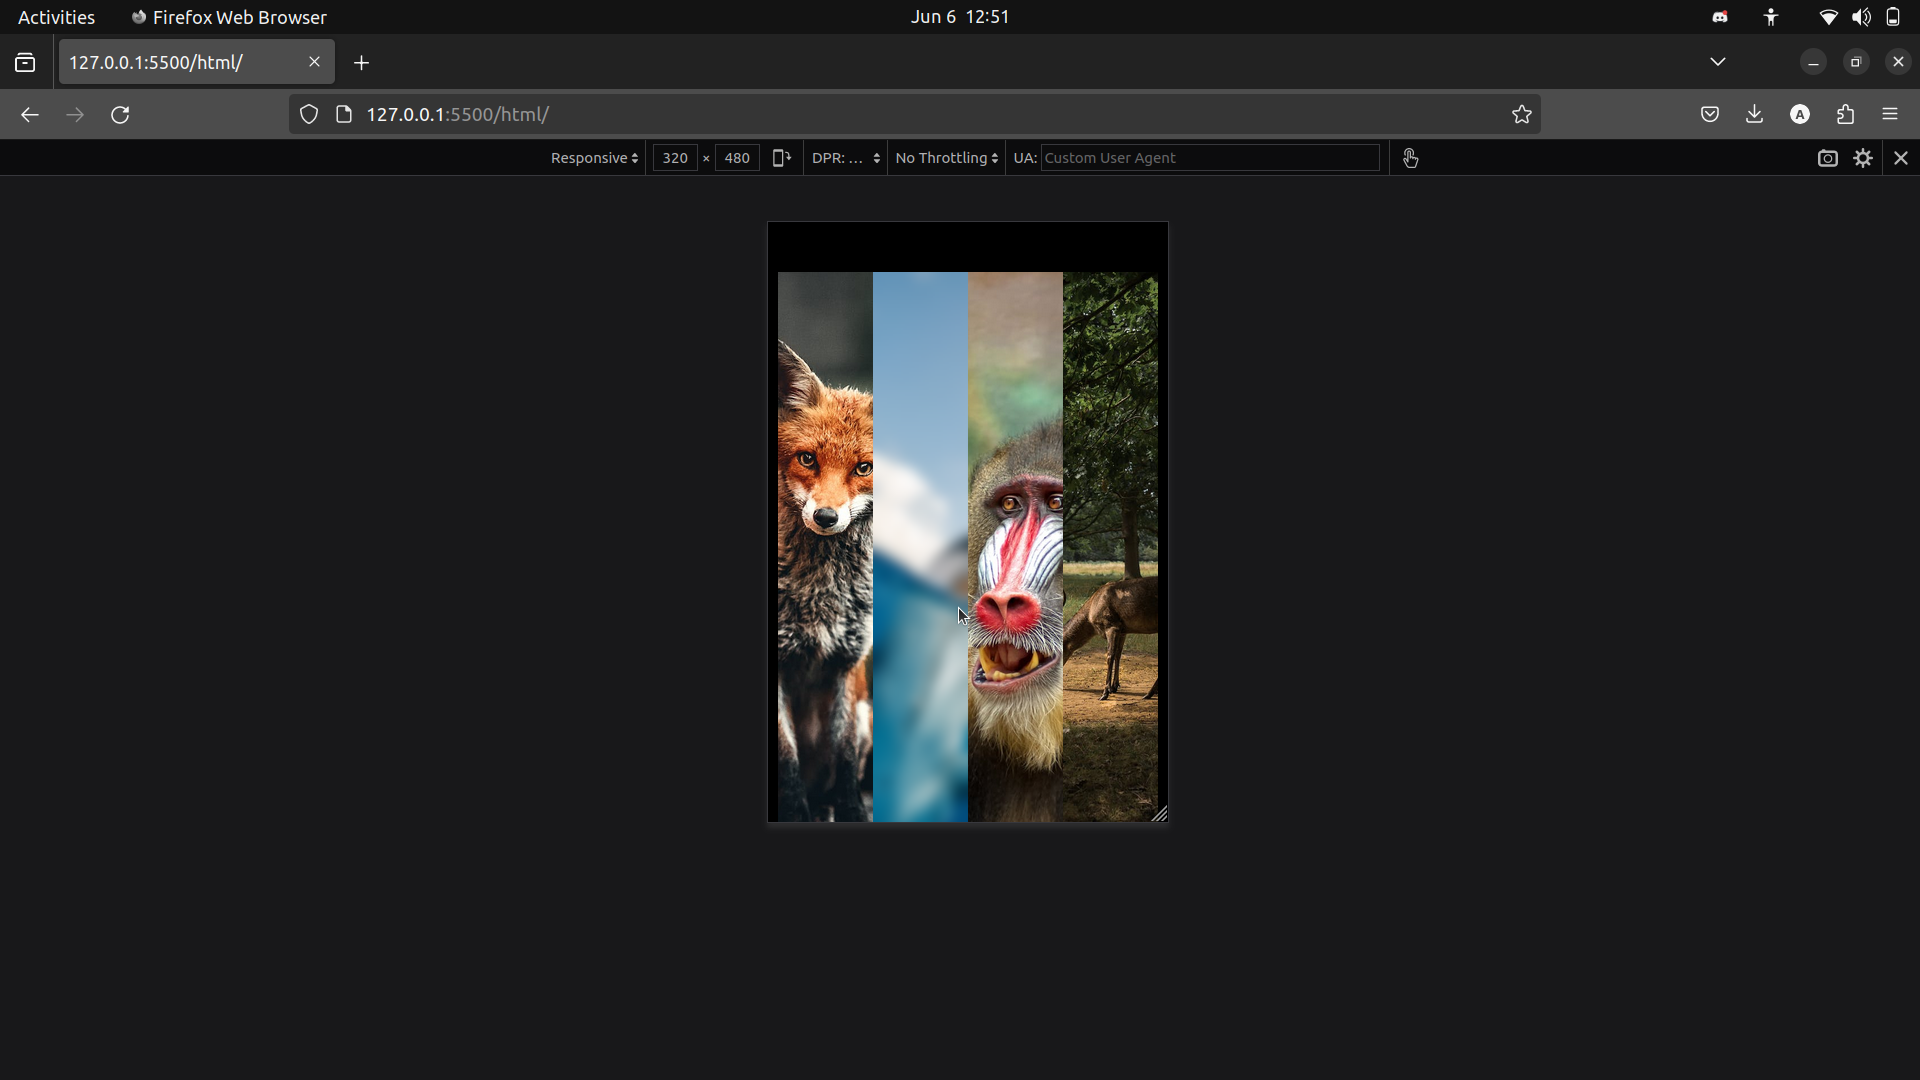 Activities Firefox Web Browser Jun 6 12:51
127.0.0.1:5500/html/
127.0.0.1:5500/html/ A
Responsive 320 × 480 DPR: ... No Throttling UA: Custom User Agent